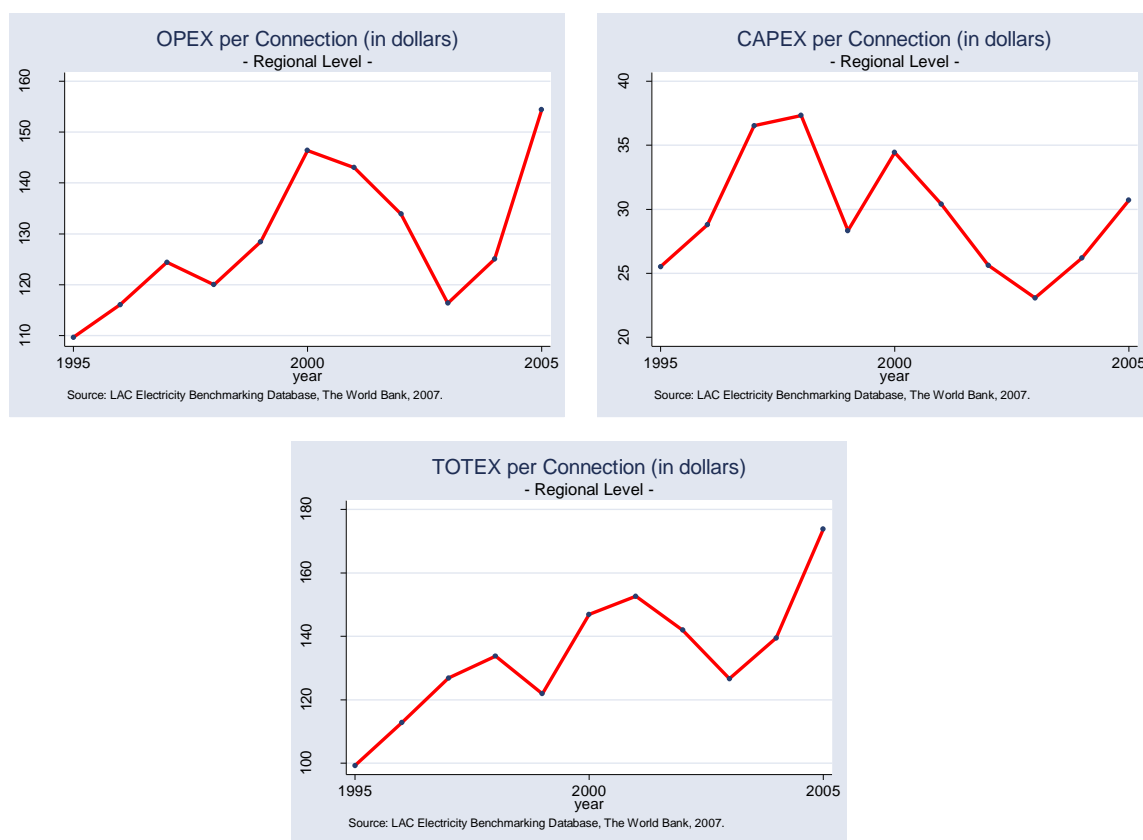 OPEX per Connection (in dollars)
- Regional Level -
160
150
140
130
120
110
1995
2000
2005
year
Source: LAC Electricity Benchmarking Database, The World Bank, 2007.
CAPEX per Connection (in dollars)
- Regional Level -
40
35
30
25
20
1995
2000
2005
year
Source: LAC Electricity Benchmarking Database, The World Bank, 2007.
TOTEX per Connection (in dollars)
- Regional Level -
180
160
140
120
100
1995
2000
2005
year
Source: LAC Electricity Benchmarking Database, The World Bank, 2007.